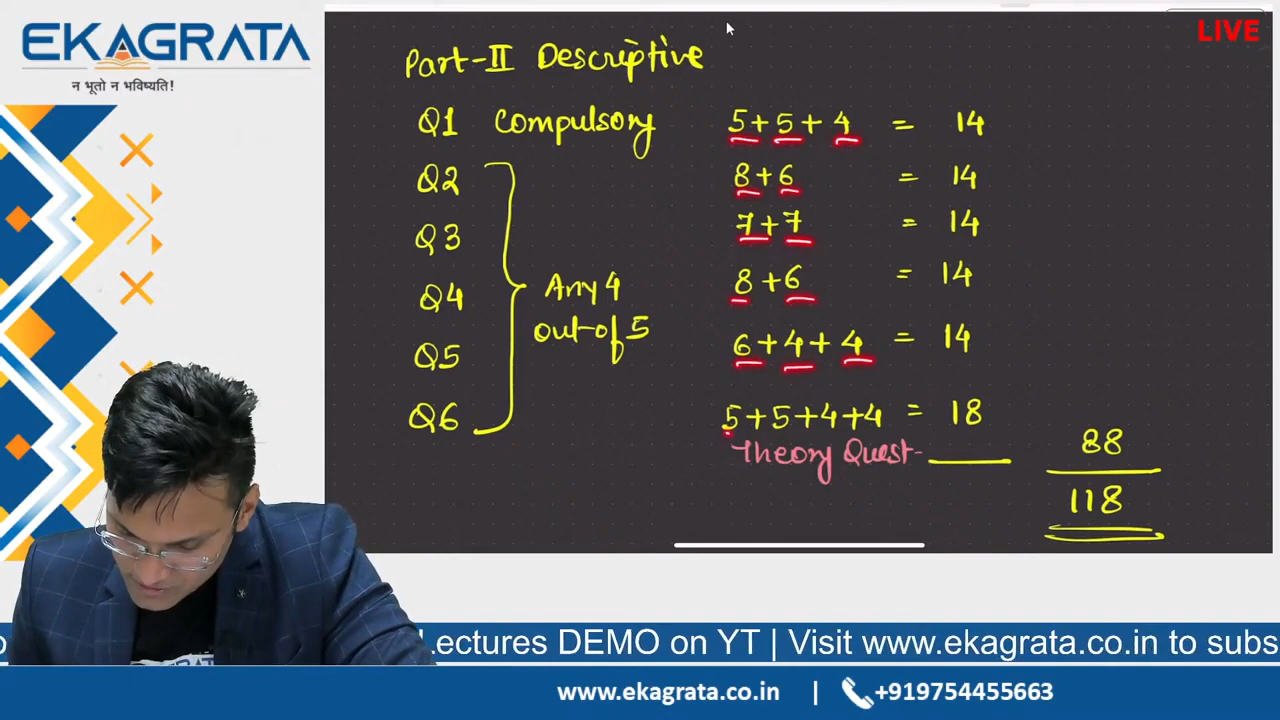 EKAGRATA
न भूतो न भविष्यति!
LIVE
Part-II Descriptive
Q1 Compulsory 5+5+4 = 14
Q2 8+6 = 14
Q3 7+7 = 14
Q4 8+6 = 14
Any 4
out of 5
Q5 6+4+4 = 14
Q6 5+5+4+4 = 18
Theory Quest-
88
118
EKAGRATA
Lectures DEMO on YT | Visit www.ekagrata.co.in to subs
www.ekagrata.co.in | +919754455663